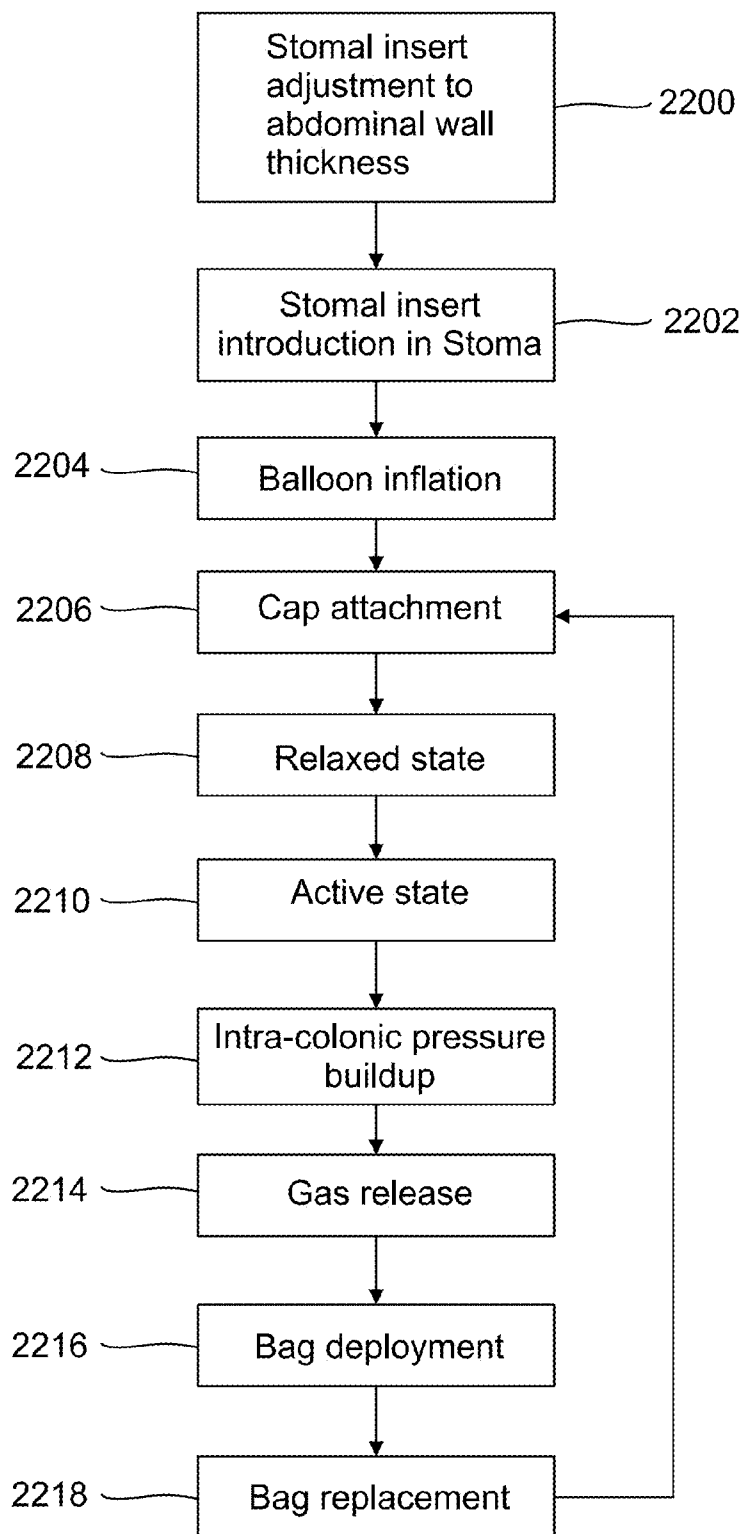 Stomal insert
adjustment to
abdominal wall
thickness
2200
Stomal insert
introduction in Stoma
2202
2204
Balloon inflation
2206
Cap attachment
2208
Relaxed state
2210
Active state
2212
Intra-colonic pressure
buildup
2214
Gas release
2216
Bag deployment
2218
Bag replacement